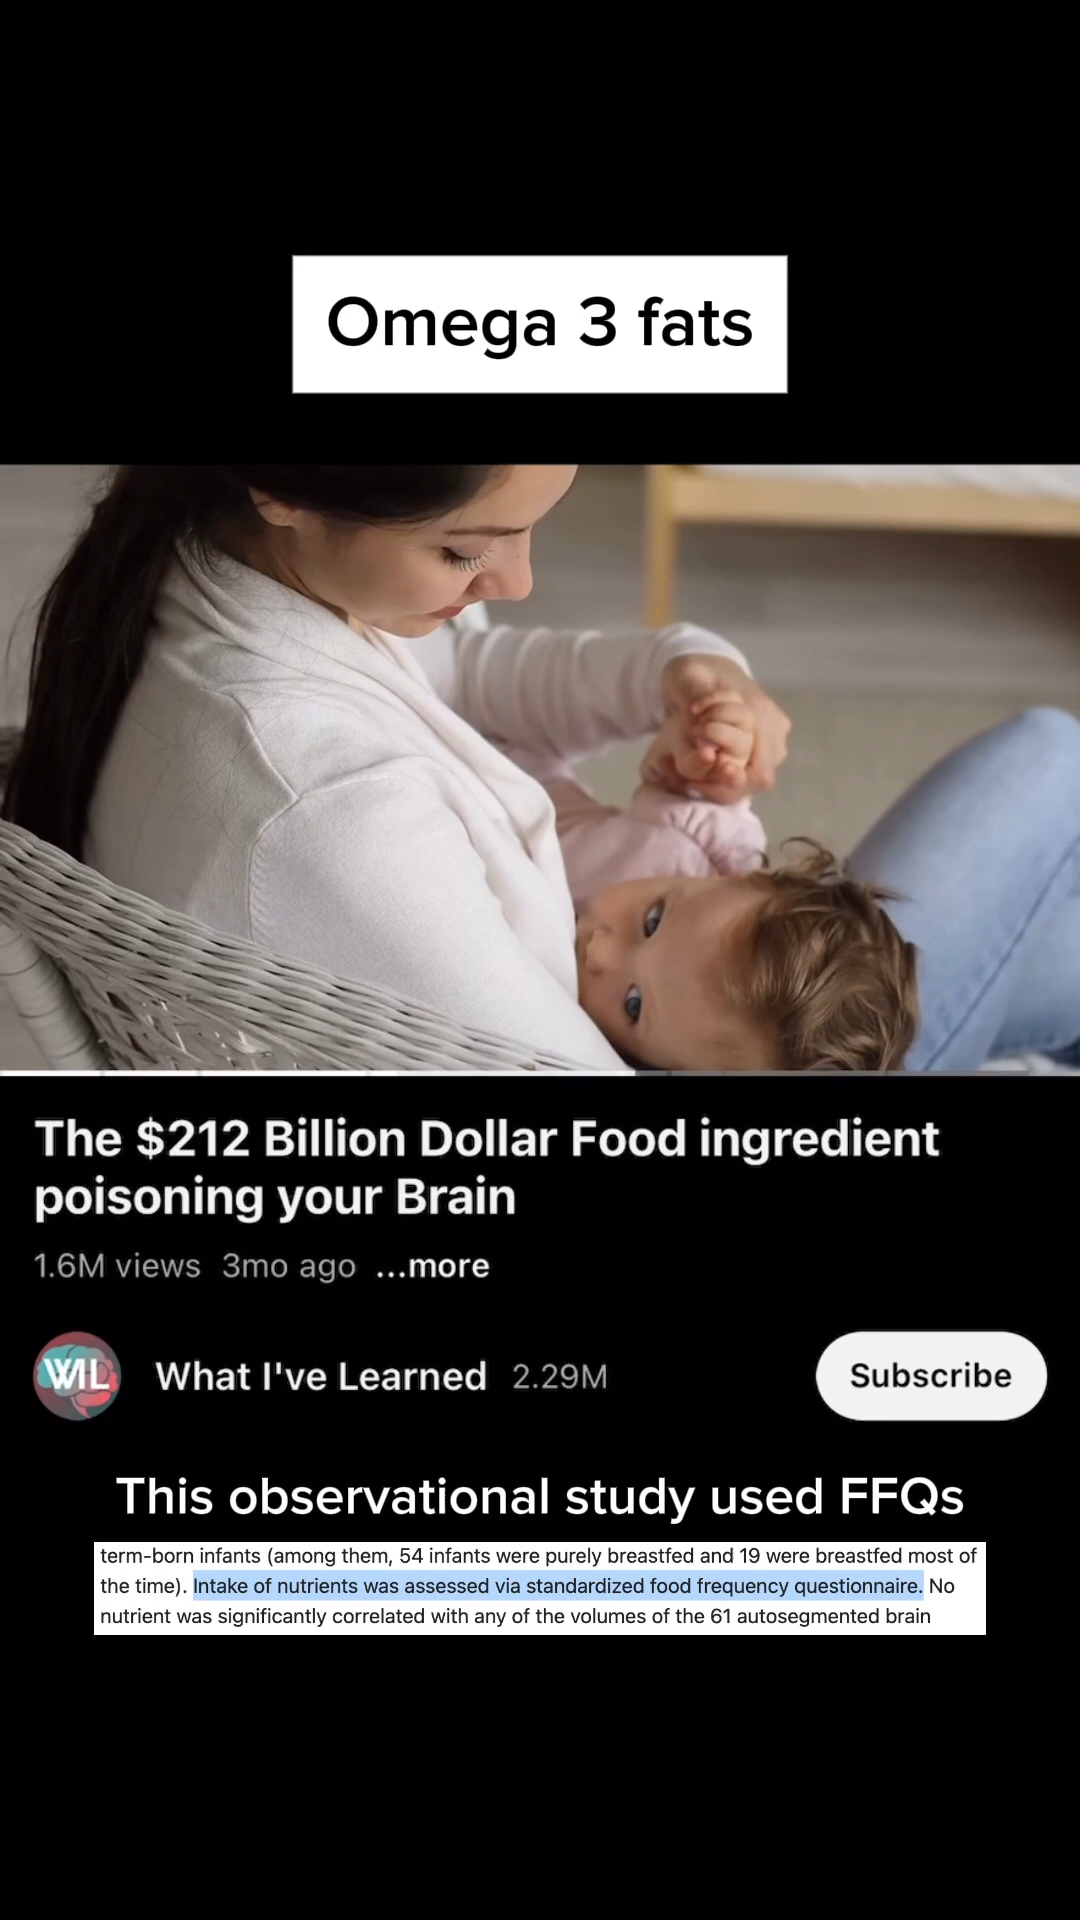 Omega 3 fats
The $212 Billion Dollar Food ingredient
poisoning your Brain
1.6M views 3mo ago ...more
WIL What I've Learned 2.29M Subscribe
This observational study used FFQs
term-born infants (among them, 54 infants were purely breastfed and 19 were breastfed most of
the time). Intake of nutrients was assessed via standardized food frequency questionnaire. No
nutrient was significantly correlated with any of the volumes of the 61 autosegmented brain